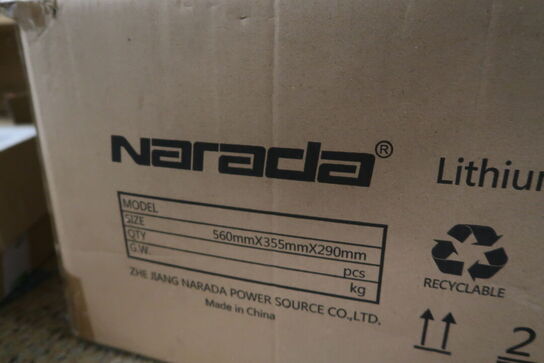 Narada®
Lithiu
MODEL
SIZE 560mmX355mmX290mm
QTY pcs
G.W. kg
ZHE JIANG NARADA POWER SOURCE CO.,LTD.
Made in China
RECYCLABLE
2